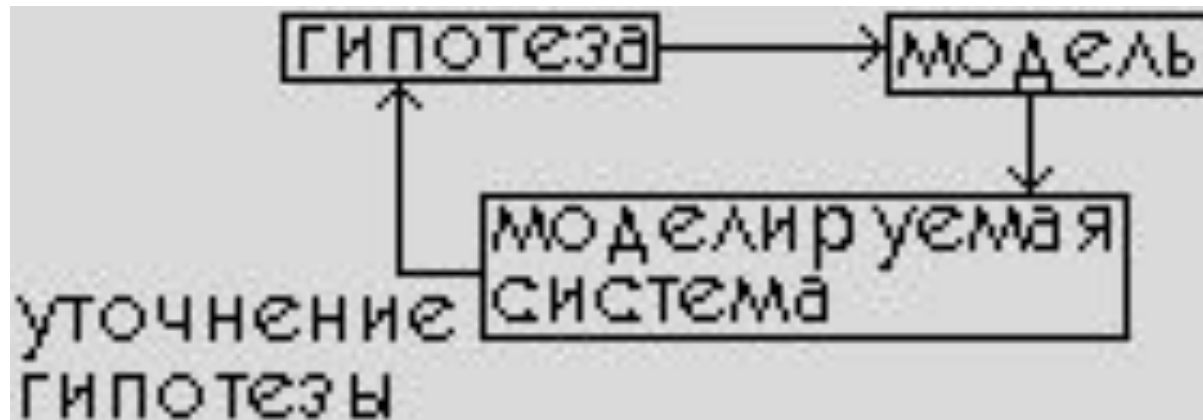 гипотеза
модель
моделируемая
система
уточнение
гипотезы